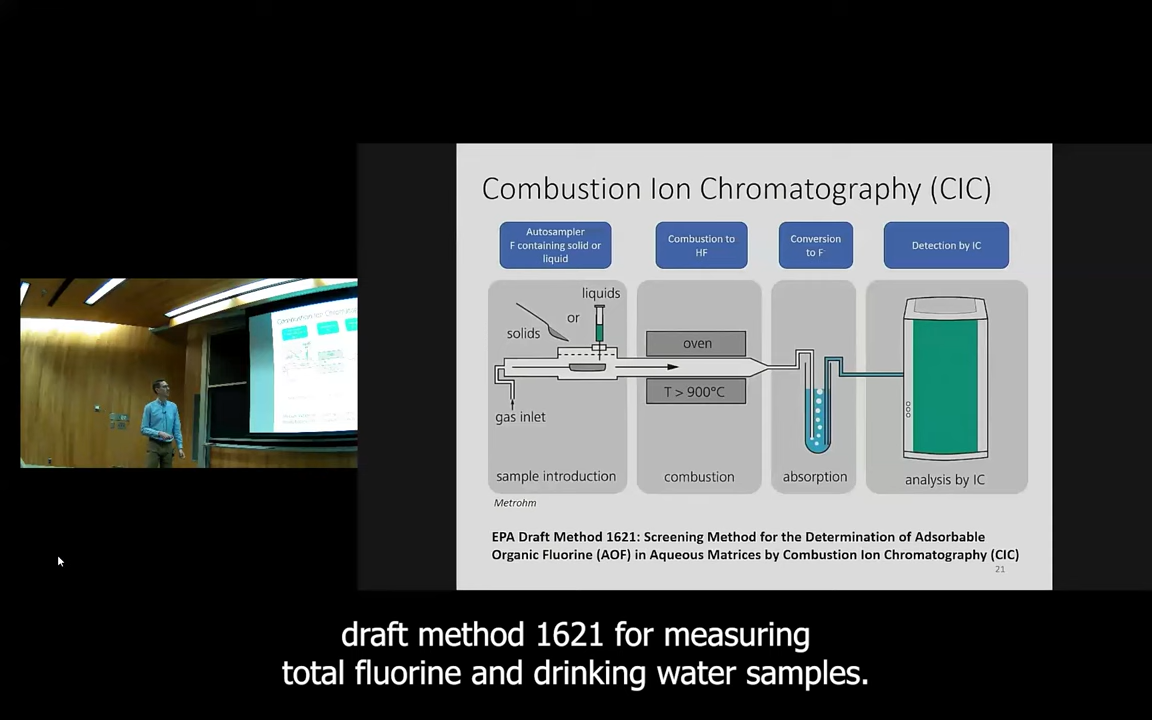 Combustion Ion Chromatography (CIC)
Autosampler
F containing solid or
liquid
Combustion to
HF
Conversion
to F
Detection by IC
liquids
or
solids
gas inlet
sample introduction
oven
T > 900°C
combustion
absorption
analysis by IC
Metrohm
EPA Draft Method 1621: Screening Method for the Determination of Adsorbable
Organic Fluorine (AOF) in Aqueous Matrices by Combustion Ion Chromatography (CIC)
21
Combustion Ion Chromato
draft method 1621 for measuring
total fluorine and drinking water samples.